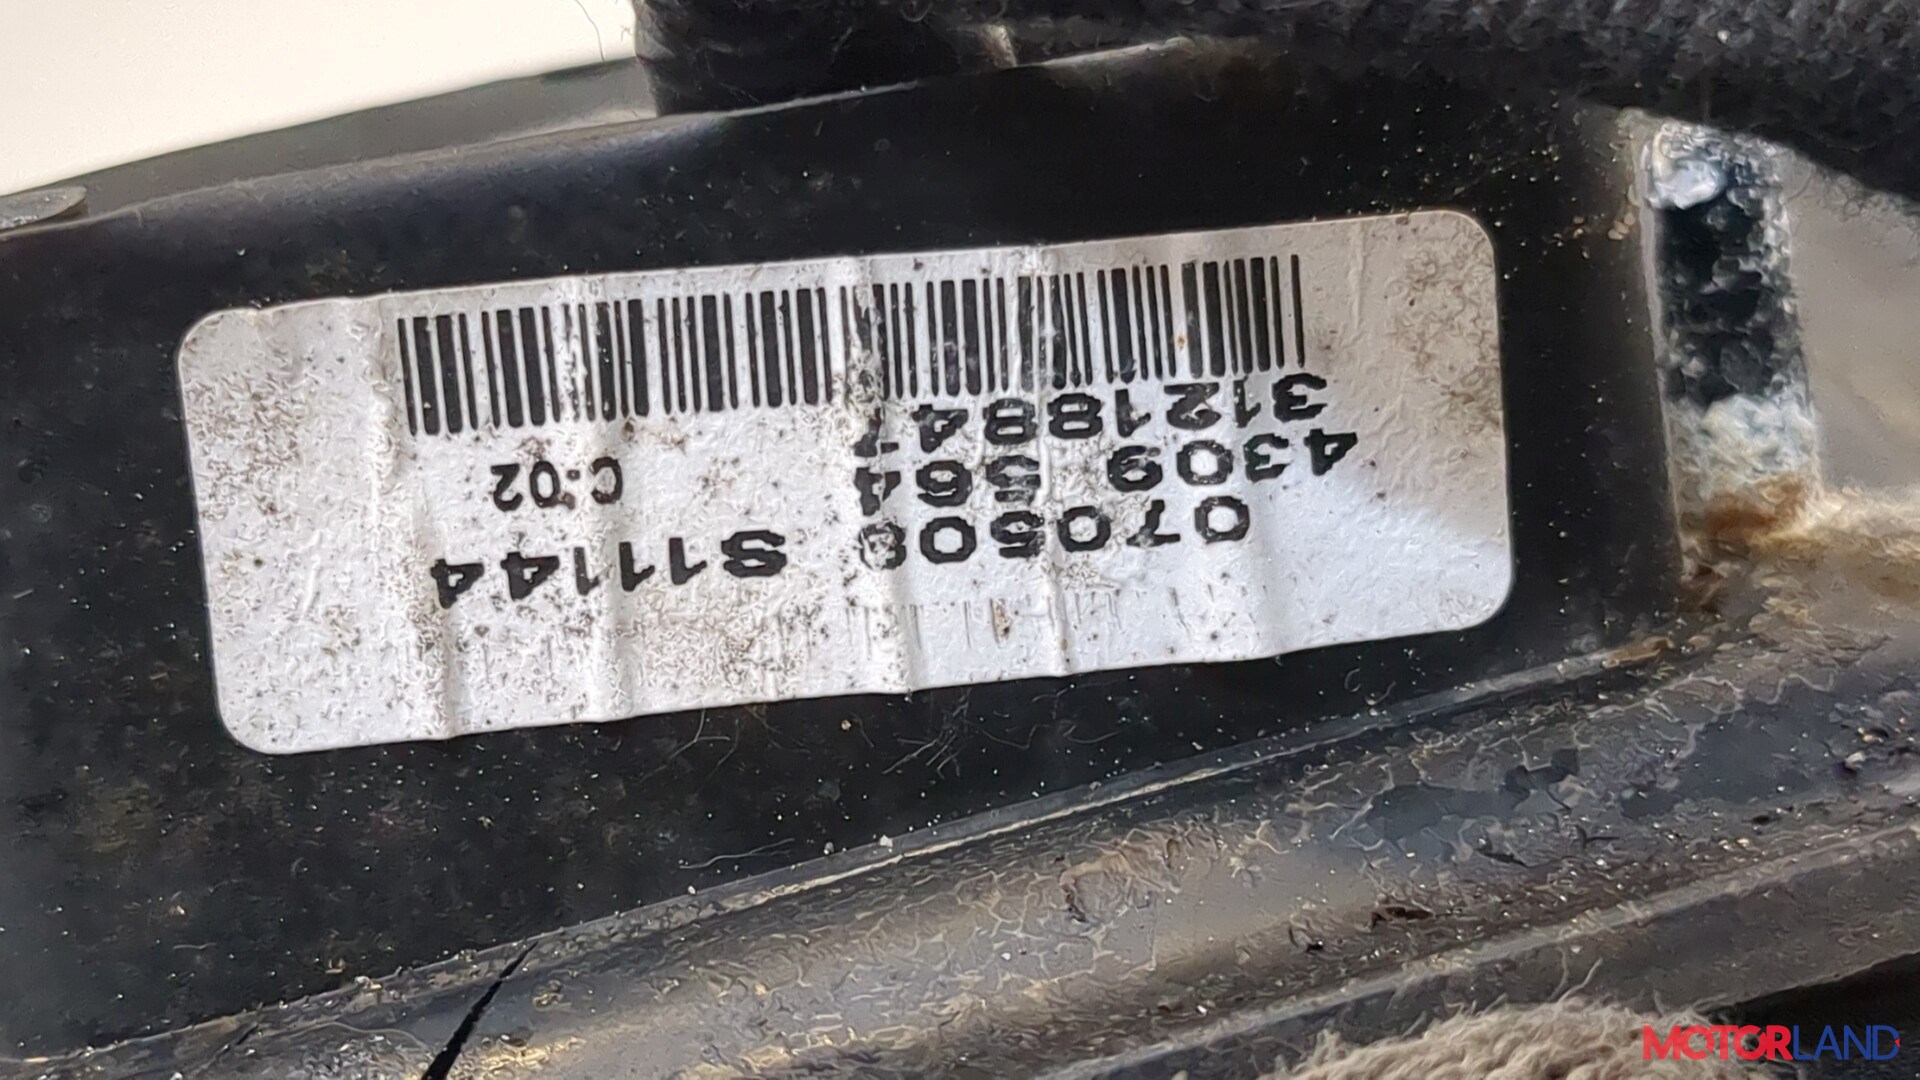 070508 S11144
4309 564 C·02
31218847
MOTORLAND